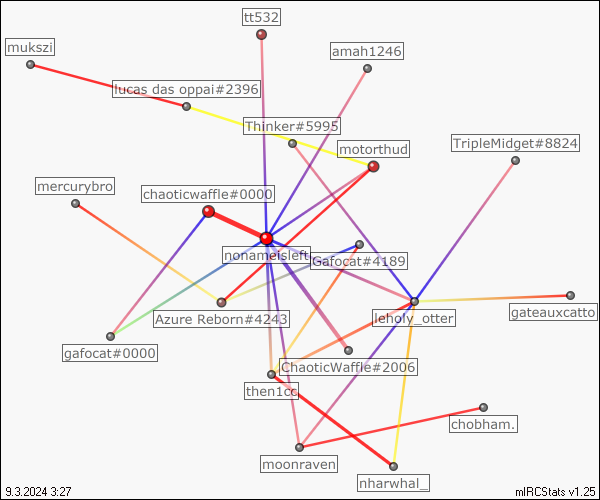 tt532
mukszi
amah1246
lucas das oppai#2396
Thinker#5995
motorthud
TripleMidget#8824
mercurybro
chaoticwaffle#0000
nonameisleft
Gafocat#4189
Azure Reborn#4243
leholy_otter
gateauxcatto
gafocat#0000
ChaoticWaffle#2006
then1cc
chobham.
moonraven
nharwhal_
9.3.2024 3:27
mIRCStats v1.25